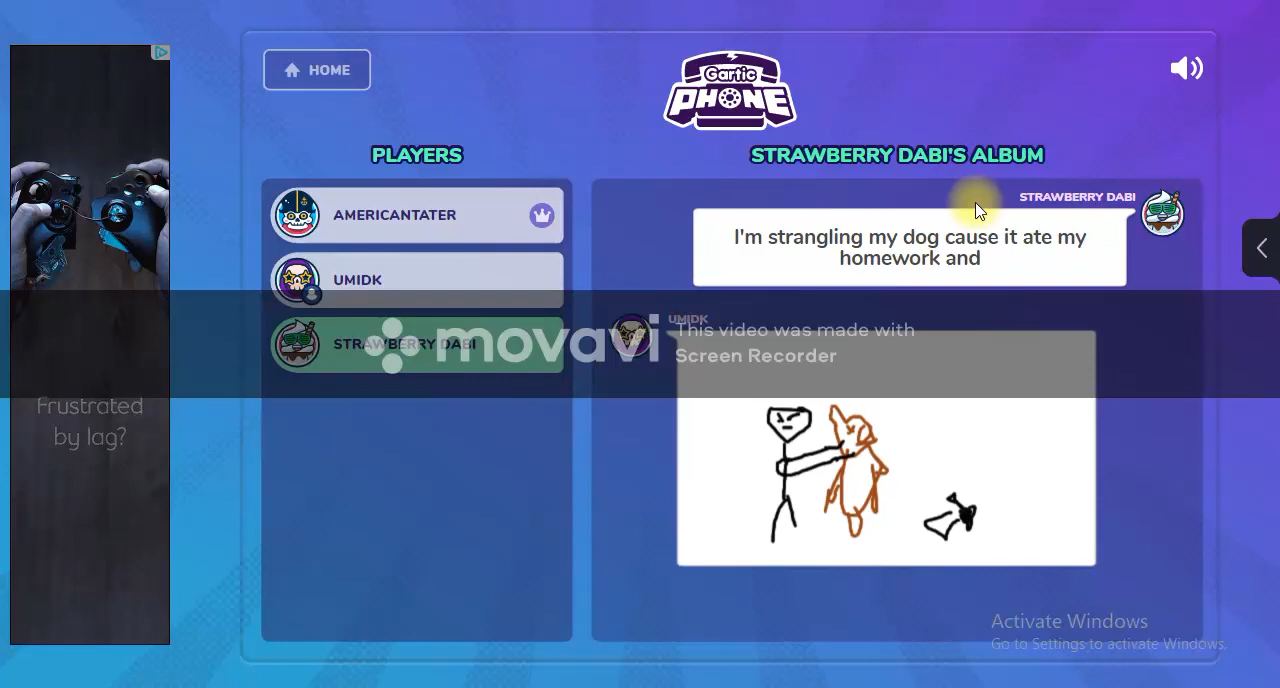 HOME
Gartic
PHONE
PLAYERS
STRAWBERRY DABI'S ALBUM
AMERICANTATER
STRAWBERRY DABI
I'm strangling my dog cause it ate my
homework and
UMIDK
UMIDK
STRAWBERRY DABI
movavi
This video was made with
Screen Recorder
Frustrated
by lag?
Activate Windows
Go to Settings to activate Windows.